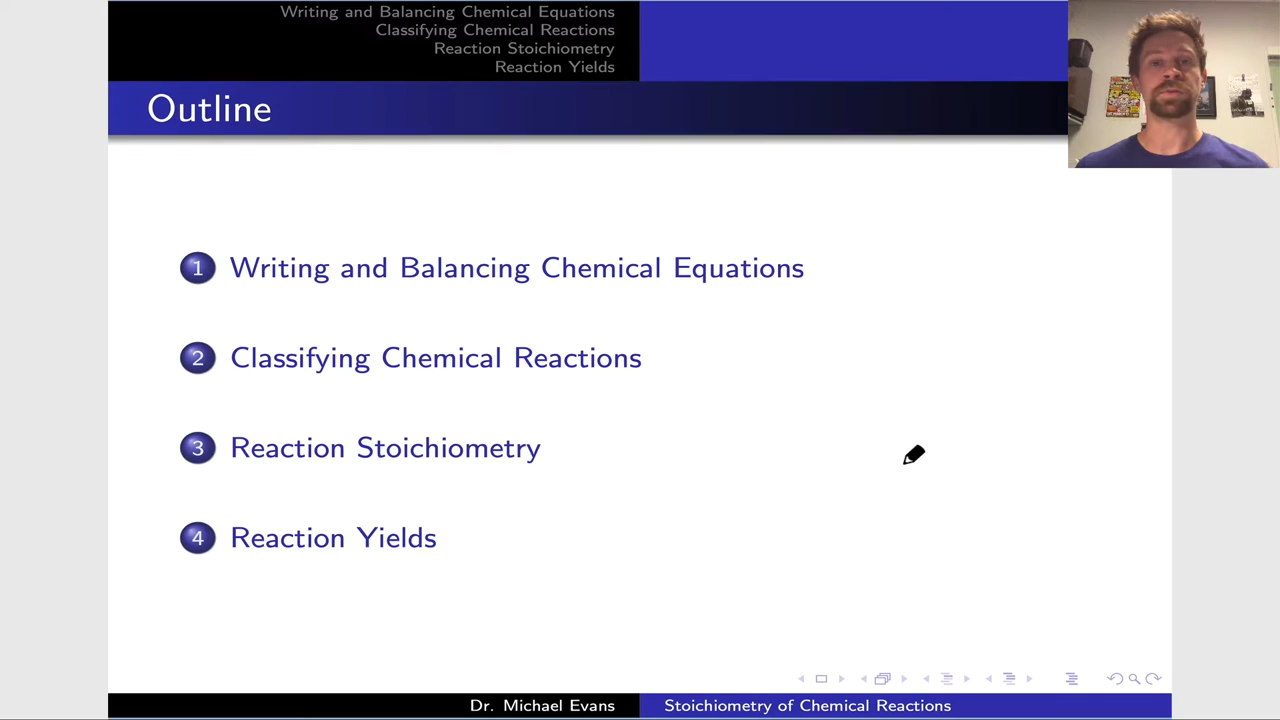 Writing and Balancing Chemical Equations
Classifying Chemical Reactions
Reaction Stoichiometry
Reaction Yields
Outline
1 Writing and Balancing Chemical Equations
2 Classifying Chemical Reactions
3 Reaction Stoichiometry
4 Reaction Yields
Dr. Michael Evans
Stoichiometry of Chemical Reactions